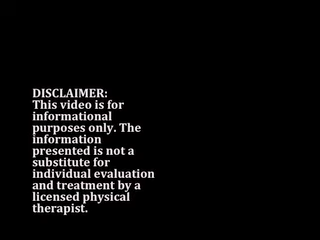 DISCLAIMER:
This video is for
informational
purposes only. The
information
presented is not a
substitute for
individual evaluation
and treatment by a
licensed physical
therapist.